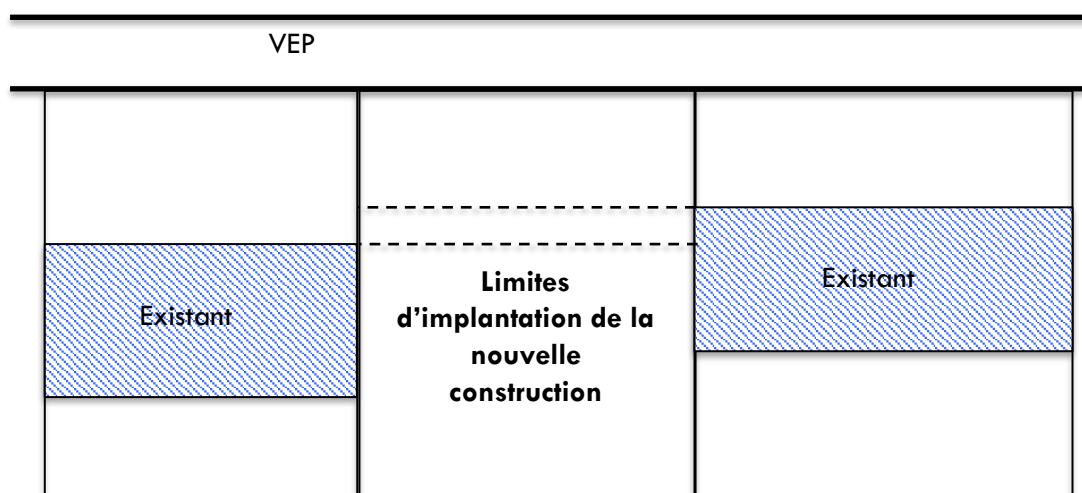 VEP
Existant
Limites
d’implantation de la
nouvelle
construction
Existant